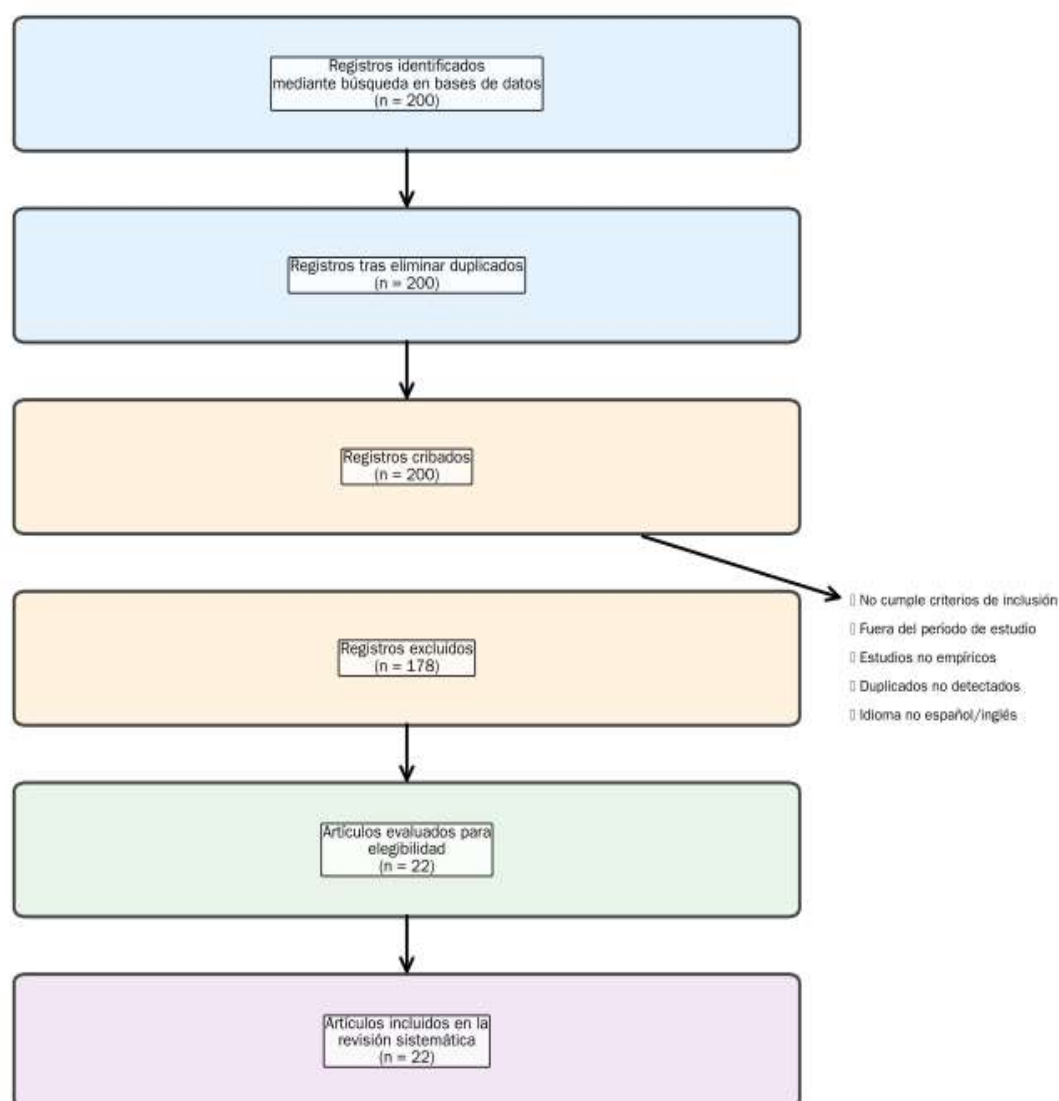 Registros identificados
mediante búsqueda en bases de datos
(n = 200)
Registros tras eliminar duplicados
(n = 200)
Registros cribados
(n = 200)
Registros excluidos
(n = 178)
▯ No cumple criterios de inclusión
▯ Fuera del período de estudio
▯ Estudios no empíricos
▯ Duplicados no detectados
▯ Idioma no español/inglés
Artículos evaluados para
elegibilidad
(n = 22)
Artículos incluidos en la
revisión sistemática
(n = 22)